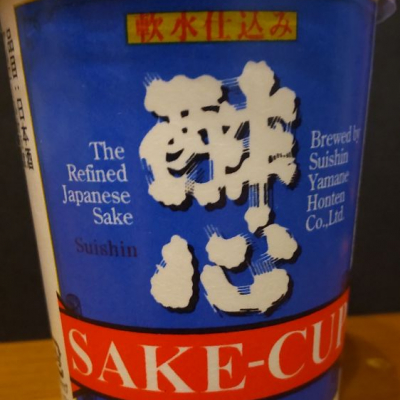 軟水仕込み
酔心
The
Refined
Japanese
Sake
Suishin
Brewed by
Suishin
Yamane
Honten
Co.,Ltd.
SAKE-CUP